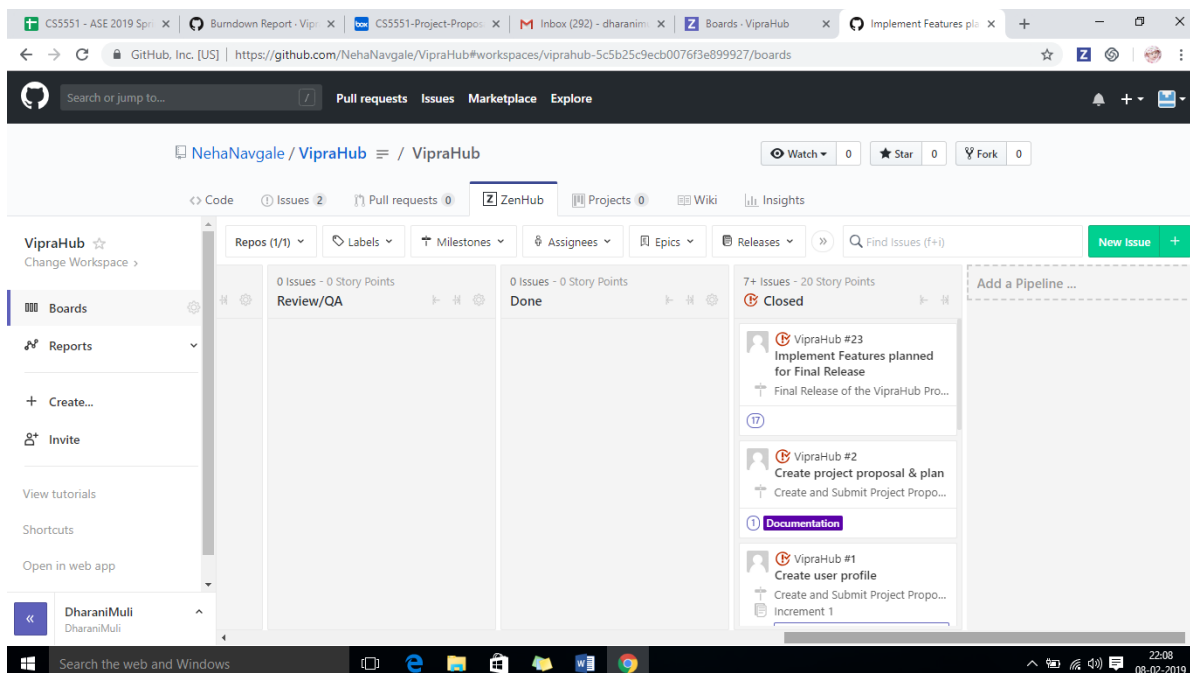 CS5551 - ASE 2019 Spri
Burndown Report · Vipr
CS5551-Project-Propos
Inbox (292) - dharanimu
Boards - VipraHub
Implement Features pla
GitHub, Inc. [US] | https://github.com/NehaNavgale/VipraHub#workspaces/viprahub-5c5b25c9ecb0076f3e899927/boards
Search or jump to...
/
Pull requests Issues Marketplace Explore
NehaNavgale / VipraHub / VipraHub
Watch 0 Star 0 Fork 0
<> Code Issues 2 Pull requests 0 Z ZenHub Projects 0 Wiki Insights
VipraHub
Change Workspace >
Boards
Reports
+ Create...
Invite
View tutorials
Shortcuts
Open in web app
DharaniMuli
DharaniMuli
Repos (1/1) Labels Milestones Assignees Epics Releases » Find Issues (f+i) New Issue +
0 Issues - 0 Story Points
Review/QA
0 Issues - 0 Story Points
Done
7+ Issues - 20 Story Points
Closed
VipraHub #23
Implement Features planned
for Final Release
Final Release of the VipraHub Pro...
17
VipraHub #2
Create project proposal & plan
Create and Submit Project Propo...
1 Documentation
VipraHub #1
Create user profile
Create and Submit Project Propo...
Increment 1
Add a Pipeline ...
Search the web and Windows
22:08
08-02-2019